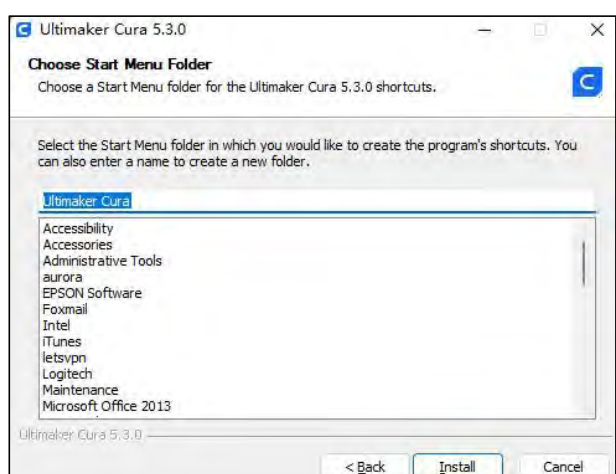 Ultimaker Cura 5.3.0
Choose Start Menu Folder
Choose a Start Menu folder for the Ultimaker Cura 5.3.0 shortcuts.
Select the Start Menu folder in which you would like to create the program's shortcuts. You
can also enter a name to create a new folder.
Ultimaker Cura
Accessibility
Accessories
Administrative Tools
aurora
EPSON Software
Foxmail
Intel
iTunes
letsvpn
Logitech
Maintenance
Microsoft Office 2013
Ultimaker Cura 5.3.0
< Back Install Cancel